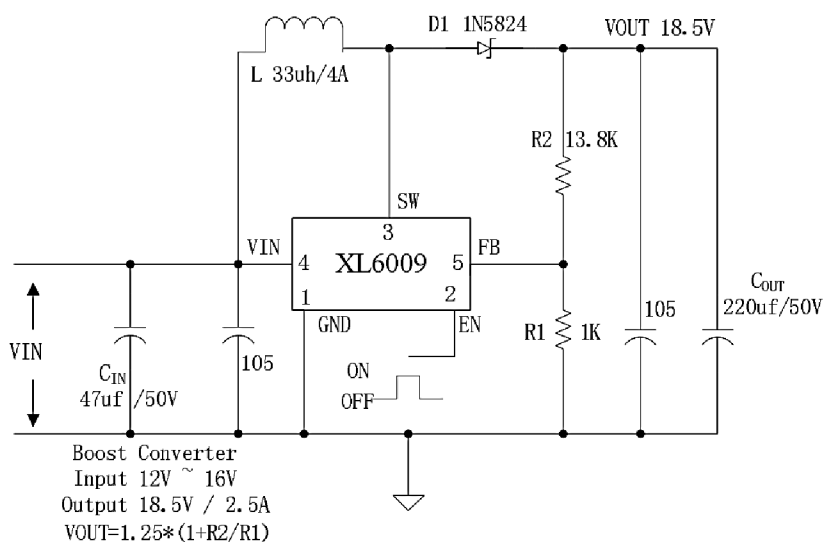 D1 1N5824
VOUT 18.5V
L 33uh/4A
R2 13.8K
SW
3
VIN
4
XL6009
5
FB
1
2
GND
EN
R1
1K
105
COUT
220uf/50V
VIN
CIN
47uf /50V
105
ON
OFF
Boost Converter
Input 12V ~ 16V
Output 18.5V / 2.5A
VOUT=1.25*(1+R2/R1)